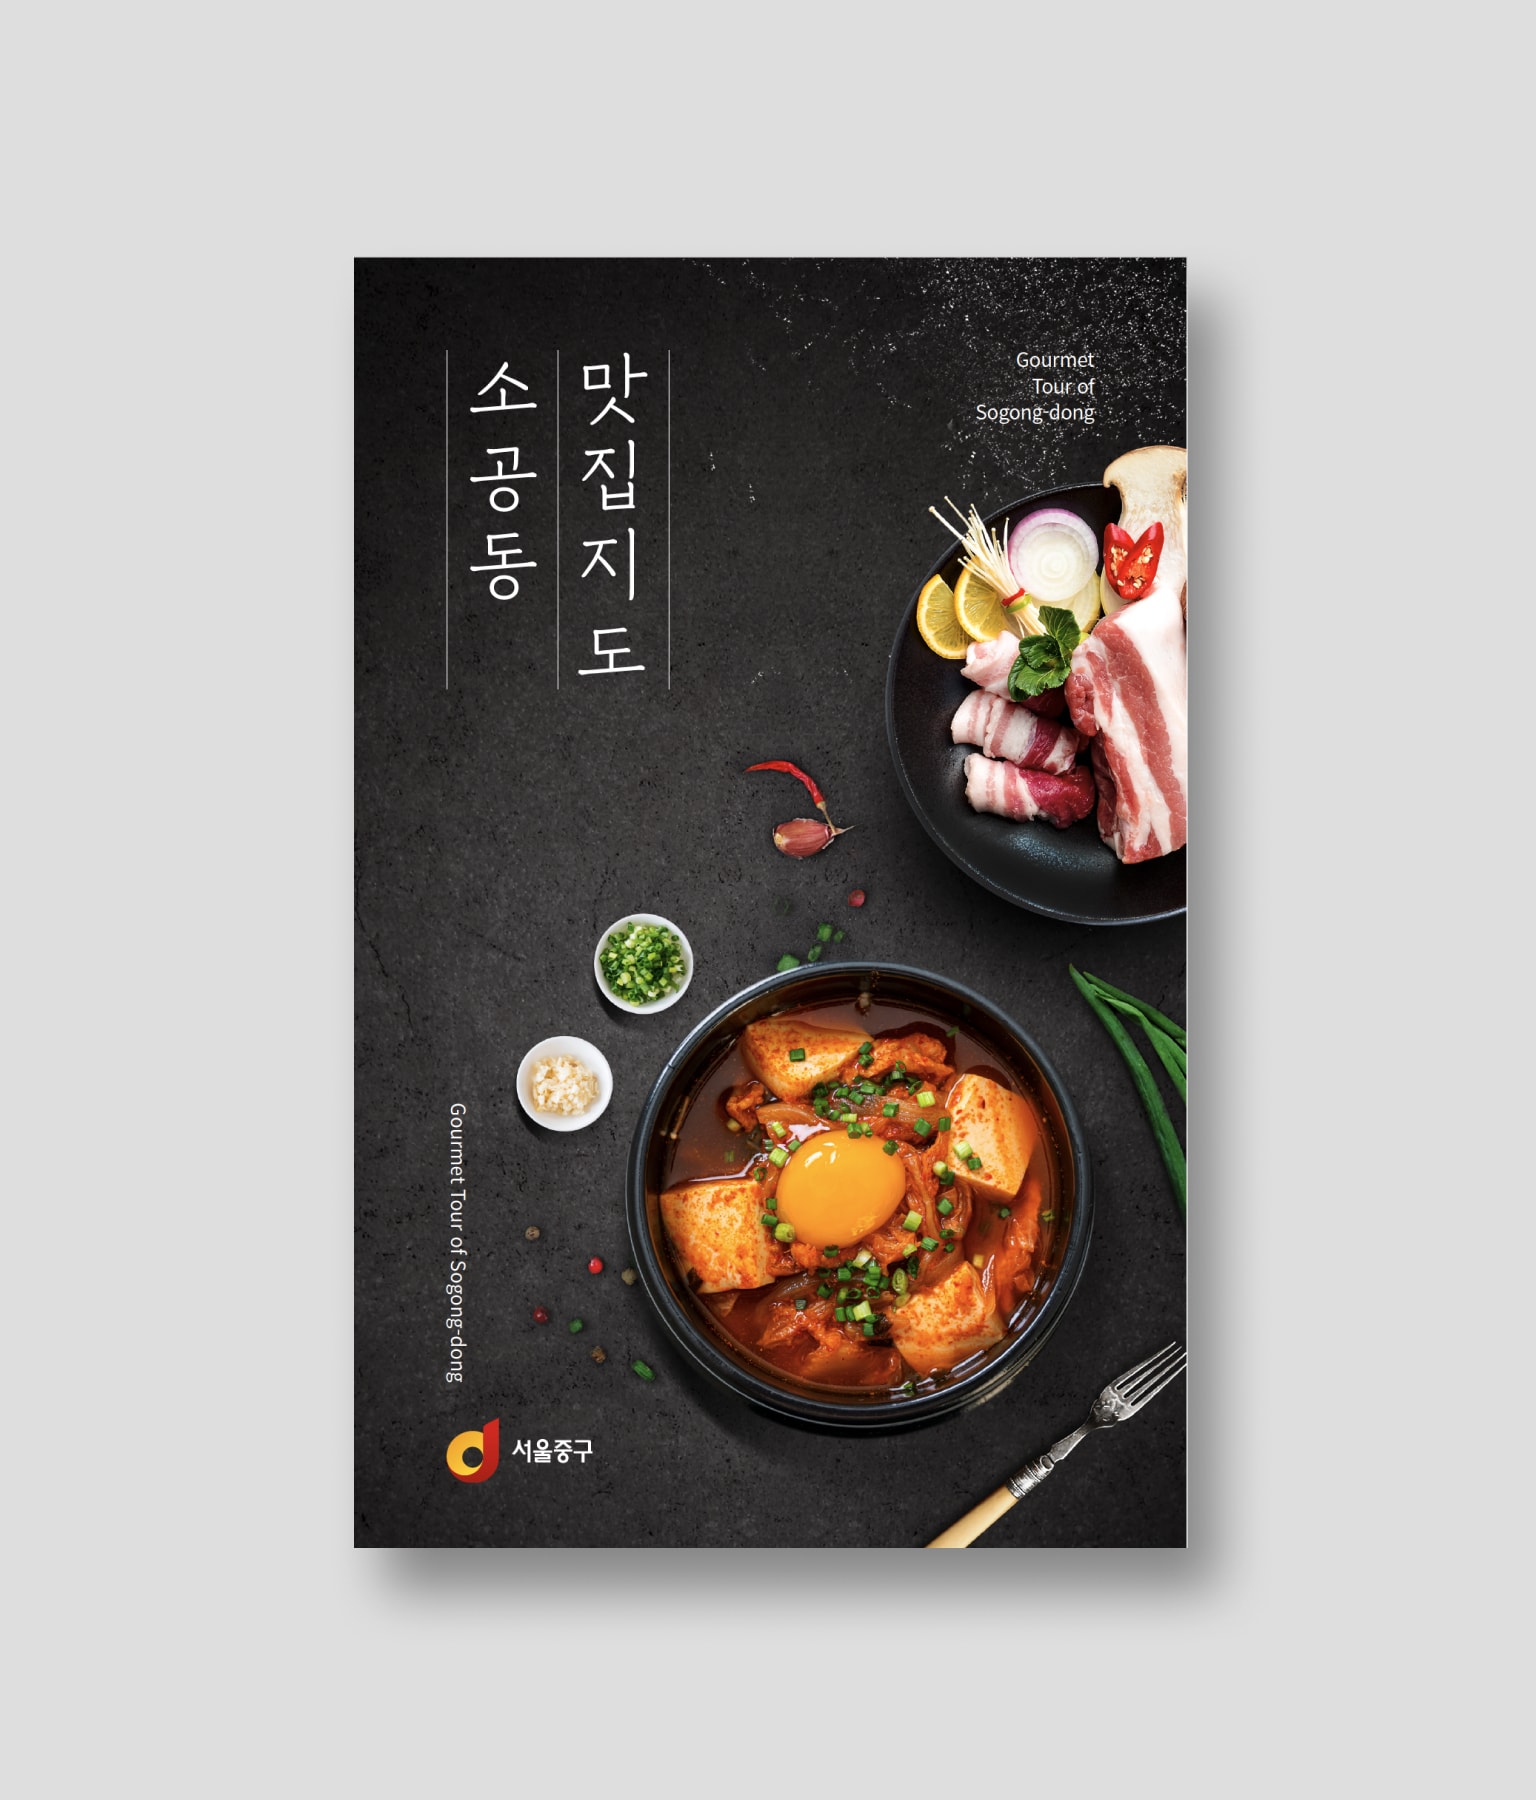 소공동
맛집지도
Gourmet
Tour of
Sogong-dong
Gourmet Tour of Sogong-dong
서울중구